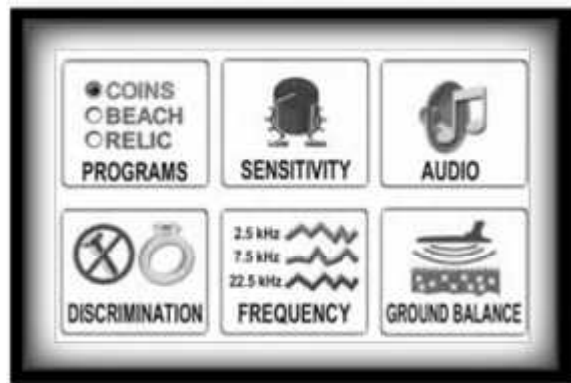 COINS
BEACH
RELIC
PROGRAMS
SENSITIVITY
AUDIO
DISCRIMINATION
2.5 kHz
7.5 kHz
22.5 kHz
FREQUENCY
GROUND BALANCE